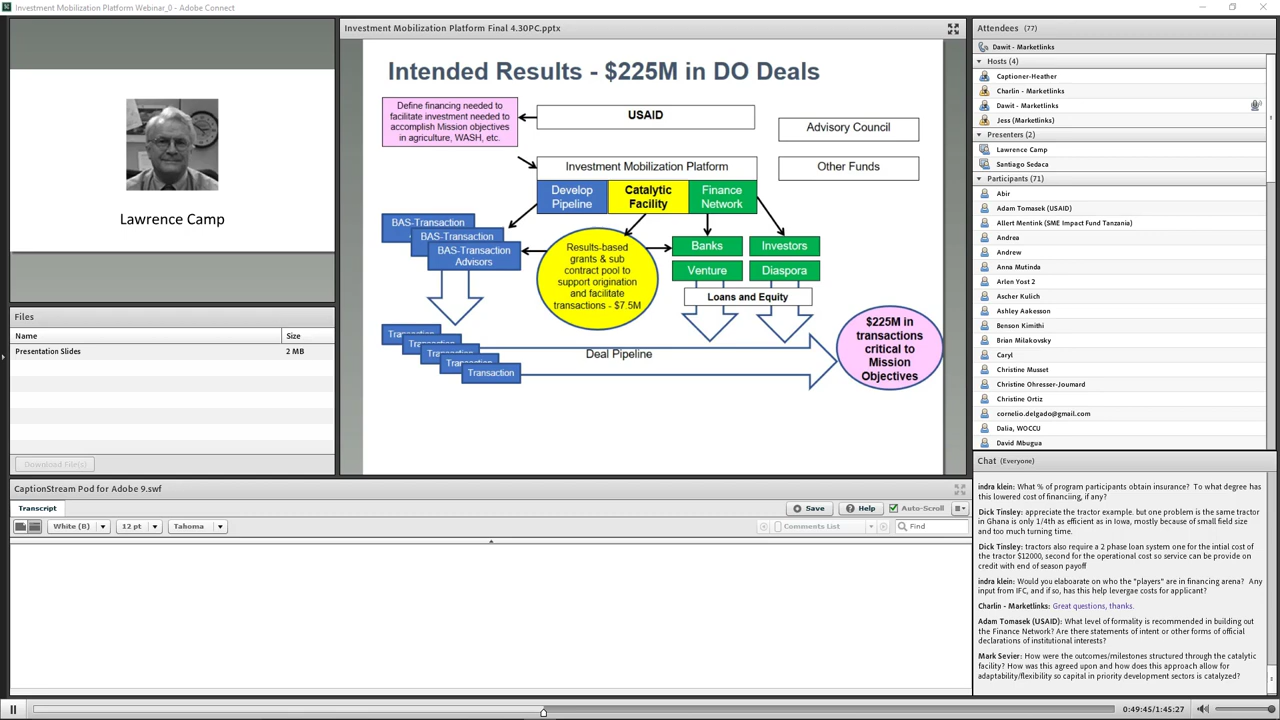 Investment Mobilization Platform Webinar_0 - Adobe Connect
Lawrence Camp
Files
Name
Size
Presentation Slides
2 MB
Download File(s)
Investment Mobilization Platform Final 4.30PC.pptx
Intended Results - $225M in DO Deals
Define financing needed to
facilitate investment needed to
accomplish Mission objectives
in agriculture, WASH, etc.
USAID
Advisory Council
Investment Mobilization Platform
Other Funds
Develop
Pipeline
Catalytic
Facility
Finance
Network
BAS-Transaction
BAS-Transaction
BAS-Transaction
Advisors
Results-based
grants & sub
contract pool to
support origination
and facilitate
transactions - $7.5M
Banks
Investors
Venture
Diaspora
Loans and Equity
Transaction
Deal Pipeline
$225M in
transactions
critical to
Mission
Objectives
CaptionStream Pod for Adobe 9.swf
Transcript
Save
Help
Auto-Scroll
White (B)
12 pt
Tahoma
Comments List
Find
Attendees (77)
Dawit - Marketlinks
Hosts (4)
Captioner-Heather
Charlin - Marketlinks
Dawit - Marketlinks
Jess (Marketlinks)
Presenters (2)
Lawrence Camp
Santiago Sedaca
Participants (71)
Abir
Adam Tomasek (USAID)
Allert Mentink (SME Impact Fund Tanzania)
Andrea
Andrew
Anna Mutinda
Arlen Yost 2
Ascher Kulich
Ashley Aakesson
Benson Kimithi
Brian Milakovsky
Caryl
Christine Musset
Christine Ohresser-Joumard
Christine Ortiz
cornelio.delgado@gmail.com
Dalia, WOCCU
David Mbugua
Chat (Everyone)
indra klein: What % of program participants obtain insurance? To what degree has
this lowered cost of financiing, if any?
Dick Tinsley: appreciate the tractor example. but one problem is the same tractor
in Ghana is only 1/4th as efficient as in Iowa, mostly because of small field size
and too much turning time.
Dick Tinsley: tractors also require a 2 phase loan system one for the intial cost of
the tractor $12000, second for the operational cost so service can be provide on
credit with end of season payoff
indra klein: Would you elaboarate on who the "players" are in financing arena? Any
input from IFC, and if so, has this help levergae costs for applicant?
Charlin - Marketlinks: Great questions, thanks.
Adam Tomasek (USAID): What level of formality is recommended in building out
the Finance Network? Are there statements of intent or other forms of official
declarations of institutional interests?
Mark Sevier: How were the outcomes/milestones structured through the catalytic
facility? How was this agreed upon and how does this approach allow for
adaptability/flexibility so capital in priority development sectors is catalyzed?
0:49:45/1:45:27